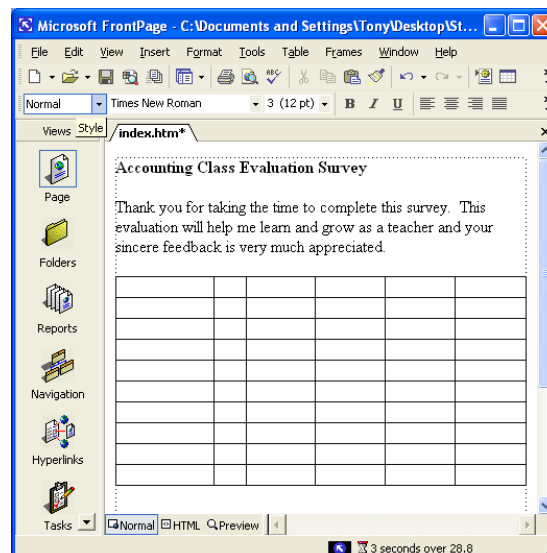 Microsoft FrontPage - C:\Documents and Settings\Tony\Desktop\St...
File Edit View Insert Format Tools Table Frames Window Help
Normal Times New Roman 3 (12 pt) B I U
Views Style index.htm*
Accounting Class Evaluation Survey
Page
Thank you for taking the time to complete this survey. This
evaluation will help me learn and grow as a teacher and your
sincere feedback is very much appreciated.
Folders
Reports
Navigation
Hyperlinks
Tasks
Normal HTML Preview
3 seconds over 28.8